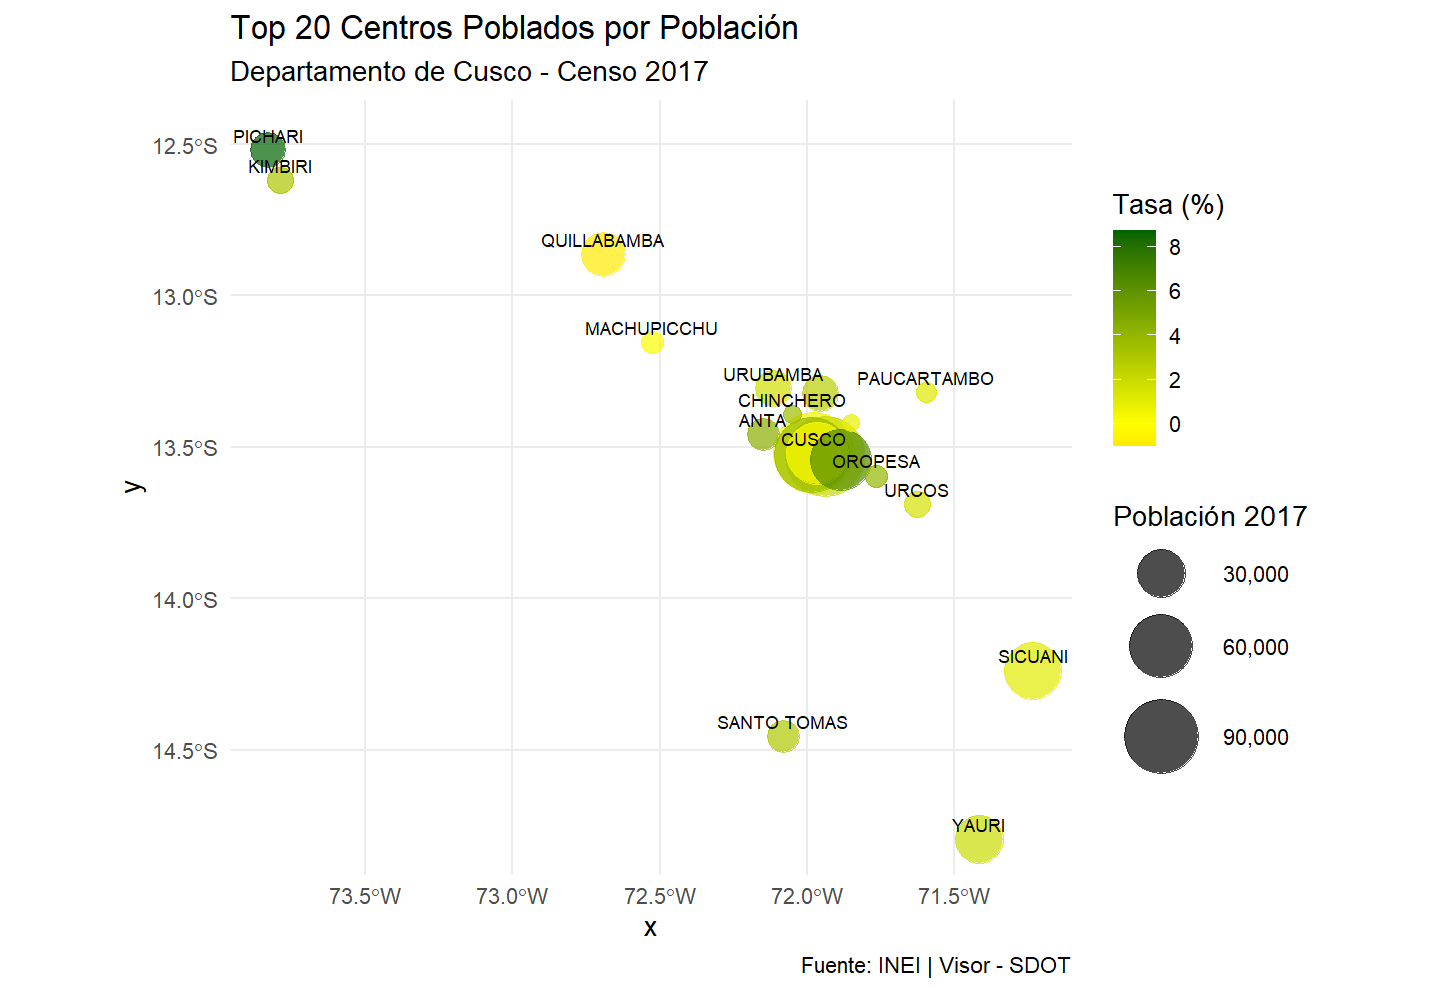 Top 20 Centros Poblados por Población
Departamento de Cusco - Censo 2017
12.5°S
13.0°S
13.5°S
14.0°S
14.5°S
y
PICHARI
KIMBIRI
QUILLABAMBA
MACHUPICCHU
URUBAMBA
PAUCARTAMBO
CHINCHERO
ANTA
CUSCO
OROPESA
URCOS
SICUANI
SANTO TOMAS
YAURI
73.5°W
73.0°W
72.5°W
72.0°W
71.5°W
x
Tasa (%)
8
6
4
2
0
Población 2017
30,000
60,000
90,000
Fuente: INEI | Visor - SDOT